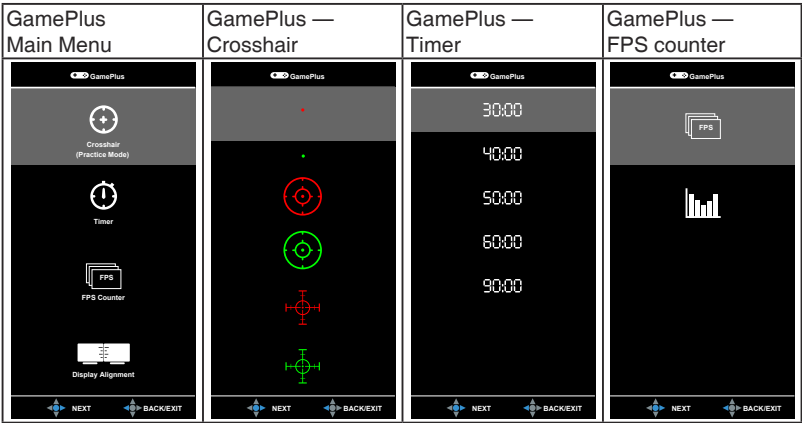 GamePlus
Main Menu
GamePlus —
Crosshair
GamePlus —
Timer
GamePlus —
FPS counter
GamePlus
Crosshair
(Practice Mode)
Timer
FPS
FPS Counter
Display Alignment
NEXT BACK/EXIT
GamePlus
NEXT BACK/EXIT
GamePlus
30:00
40:00
50:00
60:00
90:00
NEXT BACK/EXIT
GamePlus
FPS
NEXT BACK/EXIT